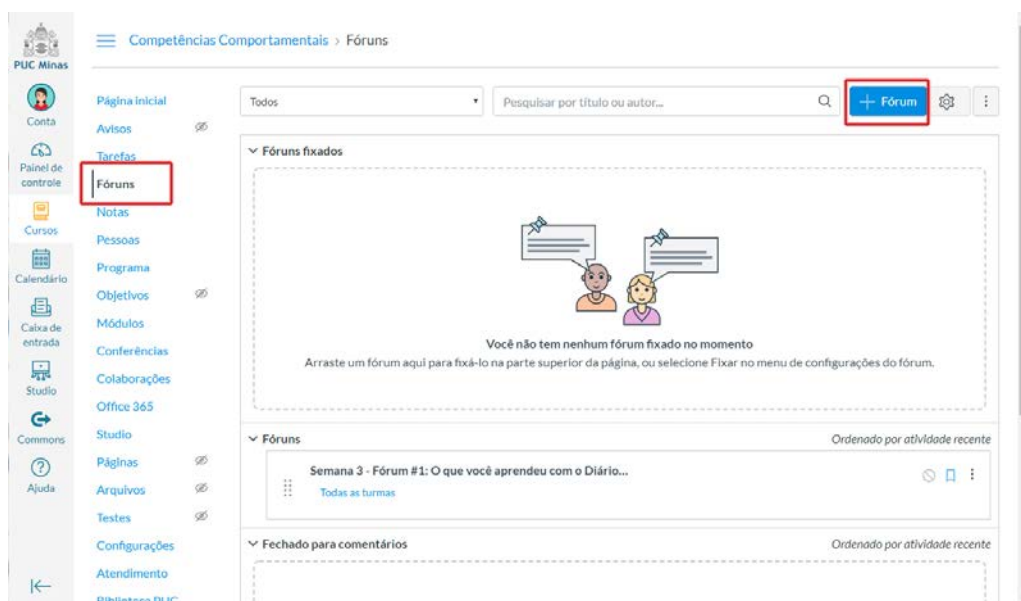 PUC Minas
Conta
Painel de
controle
Cursos
Calendário
Caixa de
entrada
Studio
Commons
Ajuda
Competências Comportamentais > Fóruns
Página inicial
Avisos
Tarefas
Fóruns
Notas
Pessoas
Programa
Objetivos
Módulos
Conferências
Colaborações
Office 365
Studio
Páginas
Arquivos
Testes
Configurações
Atendimento
Biblioteca PUC
Todos
Pesquisar por título ou autor...
+ Fórum
Fóruns fixados
Você não tem nenhum fórum fixado no momento
Arraste um fórum aqui para fixá-lo na parte superior da página, ou selecione Fixar no menu de configurações do fórum.
Fóruns
Ordenado por atividade recente
Semana 3 - Fórum #1: O que você aprendeu com o Diário...
Todas as turmas
Fechado para comentários
Ordenado por atividade recente